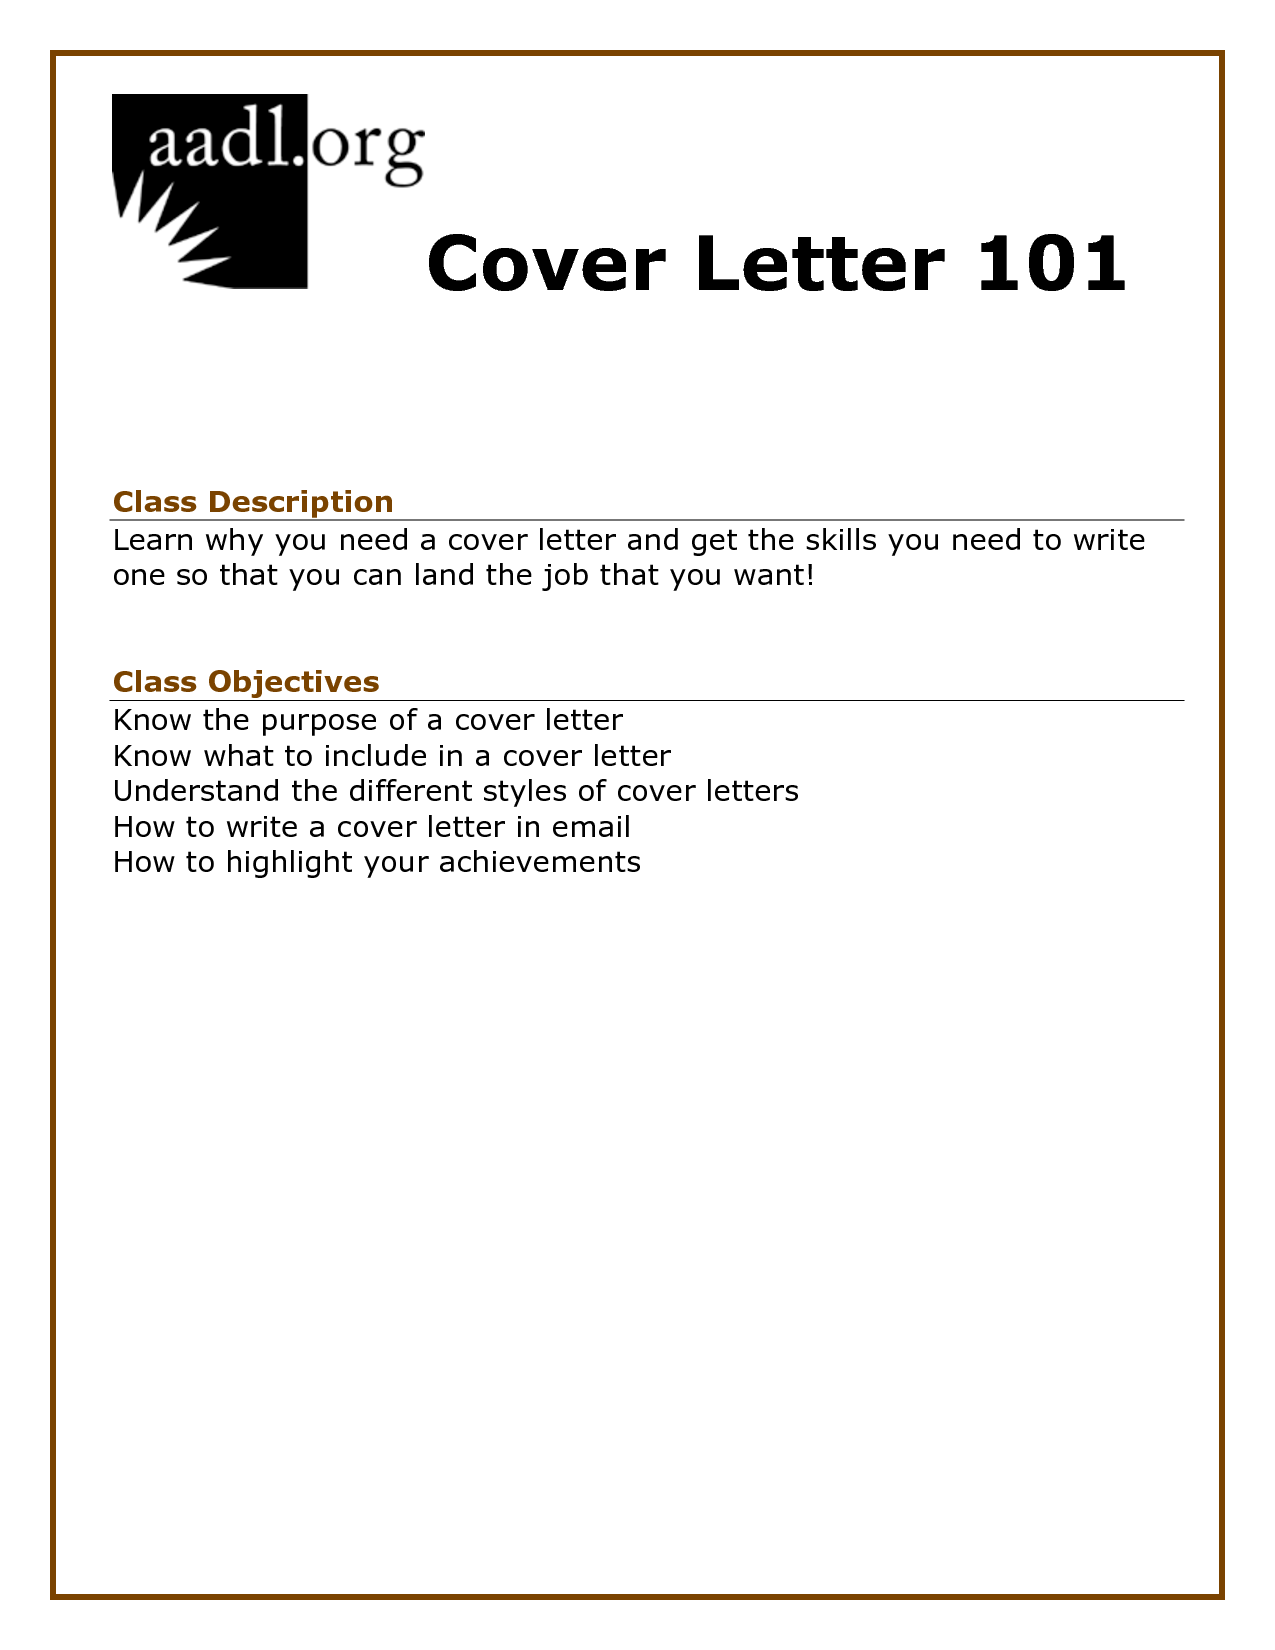 aadl.org
Cover Letter 101
Class Description
Learn why you need a cover letter and get the skills you need to write
one so that you can land the job that you want!
Class Objectives
Know the purpose of a cover letter
Know what to include in a cover letter
Understand the different styles of cover letters
How to write a cover letter in email
How to highlight your achievements